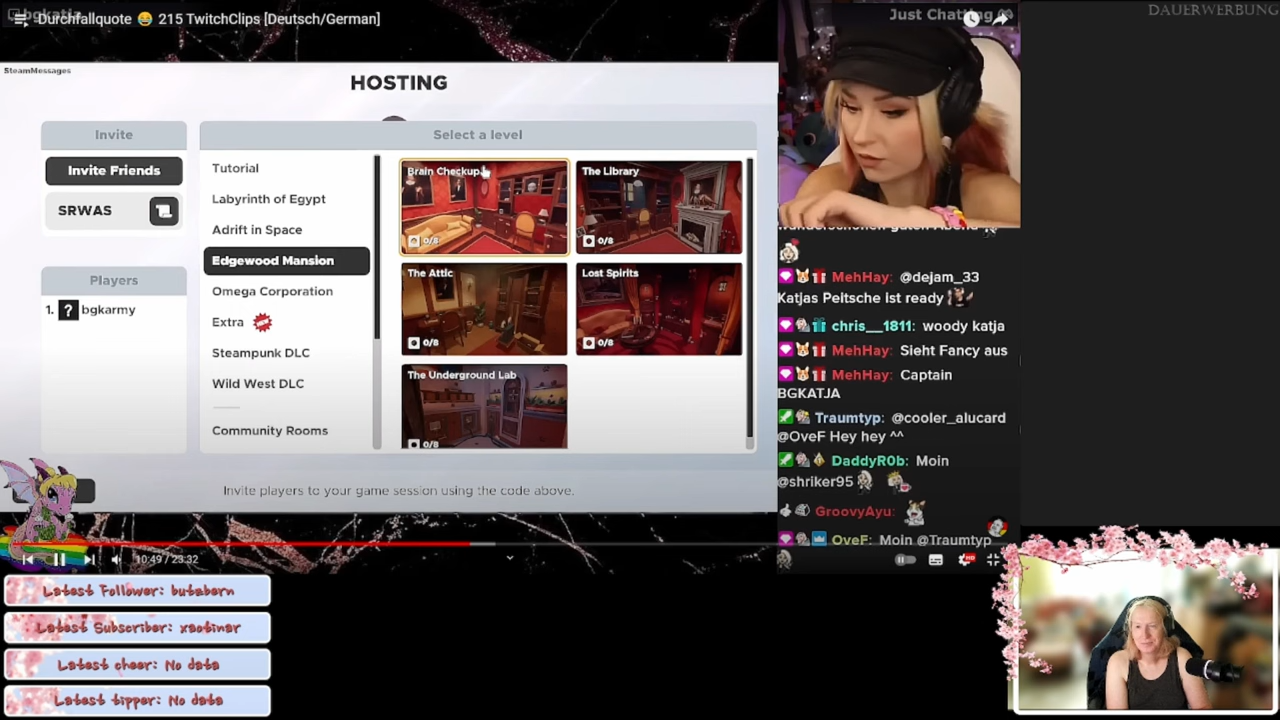 Durchfallquote 😂 215 TwitchClips [Deutsch/German]
Just Chatting
DAUERWERBUNG
SteamMessages
HOSTING
Invite
Invite Friends
SRWAS
Players
1. ? bgkarmy
Select a level
Tutorial
Labyrinth of Egypt
Adrift in Space
Edgewood Mansion
Omega Corporation
Extra
Steampunk DLC
Wild West DLC
Community Rooms
Brain Checkup
0/8
The Library
0/8
The Attic
0/8
Lost Spirits
0/8
The Underground Lab
0/8
Invite players to your game session using the code above.
MehHay: @dejam_33
Katjas Peitsche ist ready
chris__1811: woody katja
MehHay: Sieht Fancy aus
MehHay: Captain
BGKATJA
Traumtyp: @cooler_alucard
@OveF Hey hey ^^
DaddyR0b: Moin
@shriker95
GroovyAyu:
OveF: Moin @Traumtyp
10:49 / 23:32
HD
Latest Follower: butzbern
Latest Subscriber: xaotinar
Latest cheer: No data
Latest tipper: No data